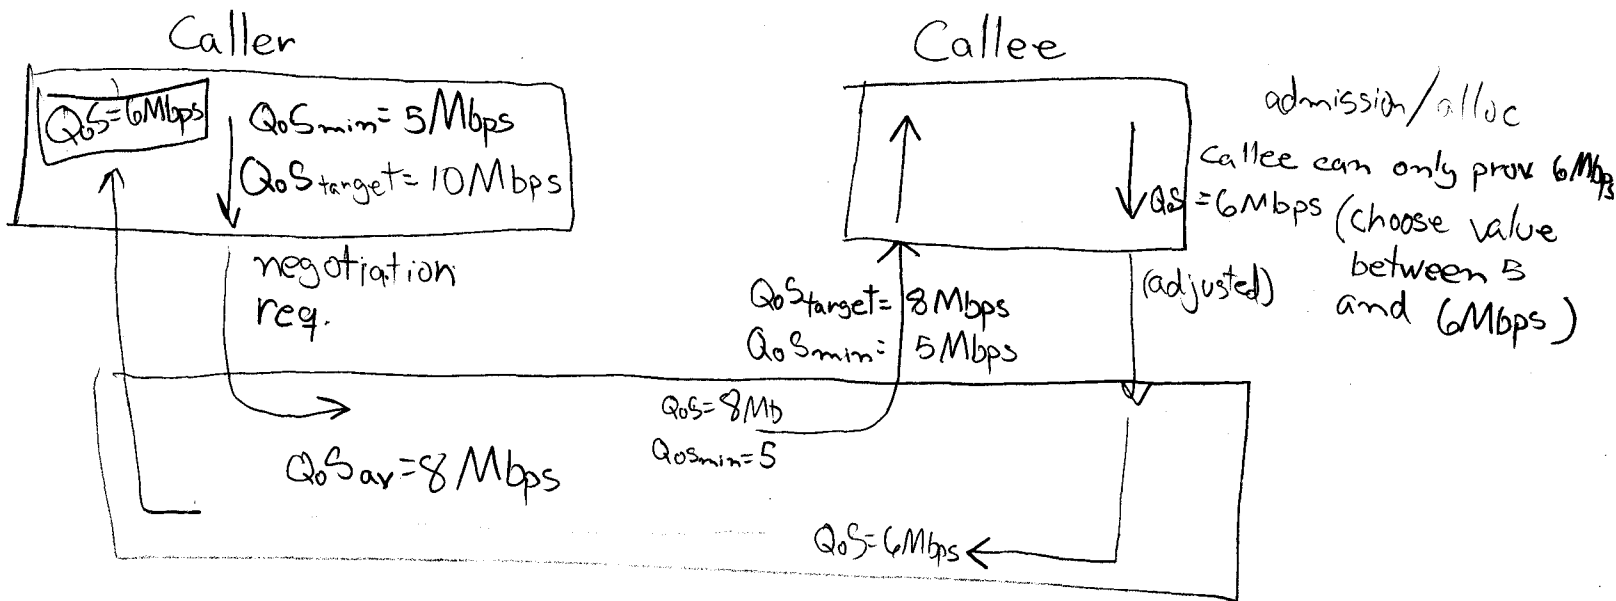 Caller
Callee
QoS=6Mbps
QoSmin=5Mbps
QoStarget=10Mbps
negotiation
req.
admission/alloc
callee can only prov 6Mbps
QoS=6Mbps (choose value
between 5
and 6Mbps)
(adjusted)
QoStarget=8Mbps
QoSmin=5Mbps
QoS=8Mb
QoSmin=5
QoSav=8Mbps
QoS=6Mbps